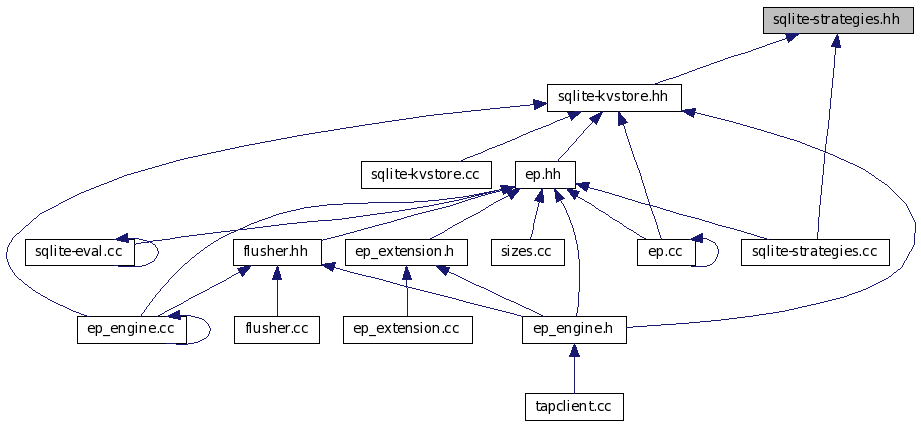 sqlite-strategies.hh
sqlite-kvstore.hh
sqlite-kvstore.cc
ep.hh
sqlite-eval.cc
flusher.hh
ep_extension.h
sizes.cc
ep.cc
sqlite-strategies.cc
ep_engine.cc
flusher.cc
ep_extension.cc
ep_engine.h
tapclient.cc